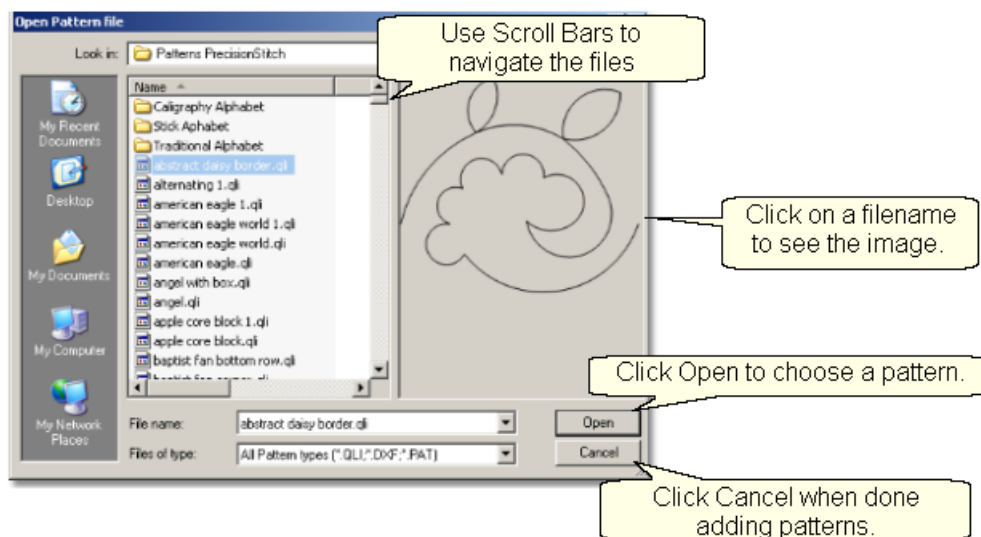 Open Pattern file
Use Scroll Bars to
navigate the files
Look in:
Patterns PrecisionStitch
My Recent
Documents
Desktop
My Documents
My Computer
My Network
Places
Name
Caligraphy Alphabet
Stick Aphabet
Traditional Alphabet
abstract daisy border.qli
alternating 1.qli
american eagle 1.qli
american eagle world 1.qli
american eagle world.qli
american eagle.qli
angel with box.qli
angel.qli
apple core block 1.qli
apple core block.qli
baptist fan bottom row.qli
Click on a filename
to see the image.
Click Open to choose a pattern.
File name:
abstract daisy border.qli
Open
Files of type:
All Pattern types (*.QLI;*.DXF;*.PAT)
Cancel
Click Cancel when done
adding patterns.